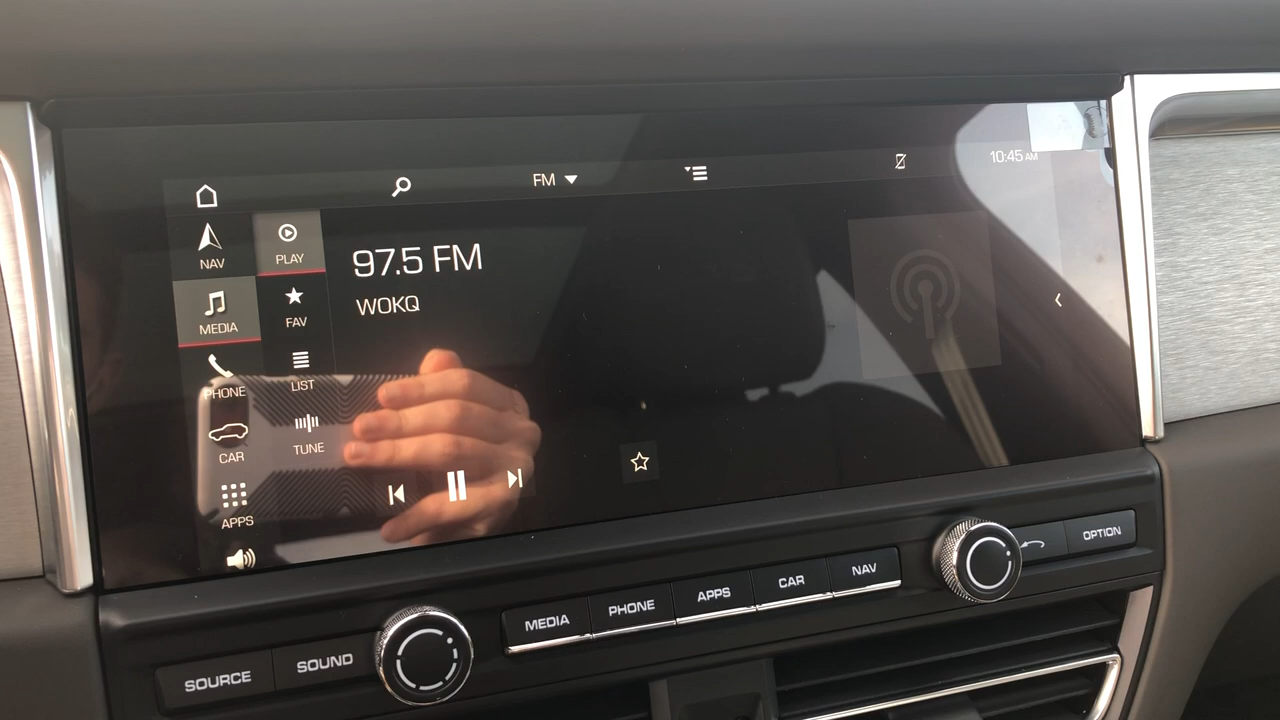 FM
10:45 AM
NAV
PLAY
97.5 FM
WOKQ
MEDIA
FAV
PHONE
LIST
CAR
TUNE
APPS
SOURCE
SOUND
MEDIA
PHONE
APPS
CAR
NAV
OPTION